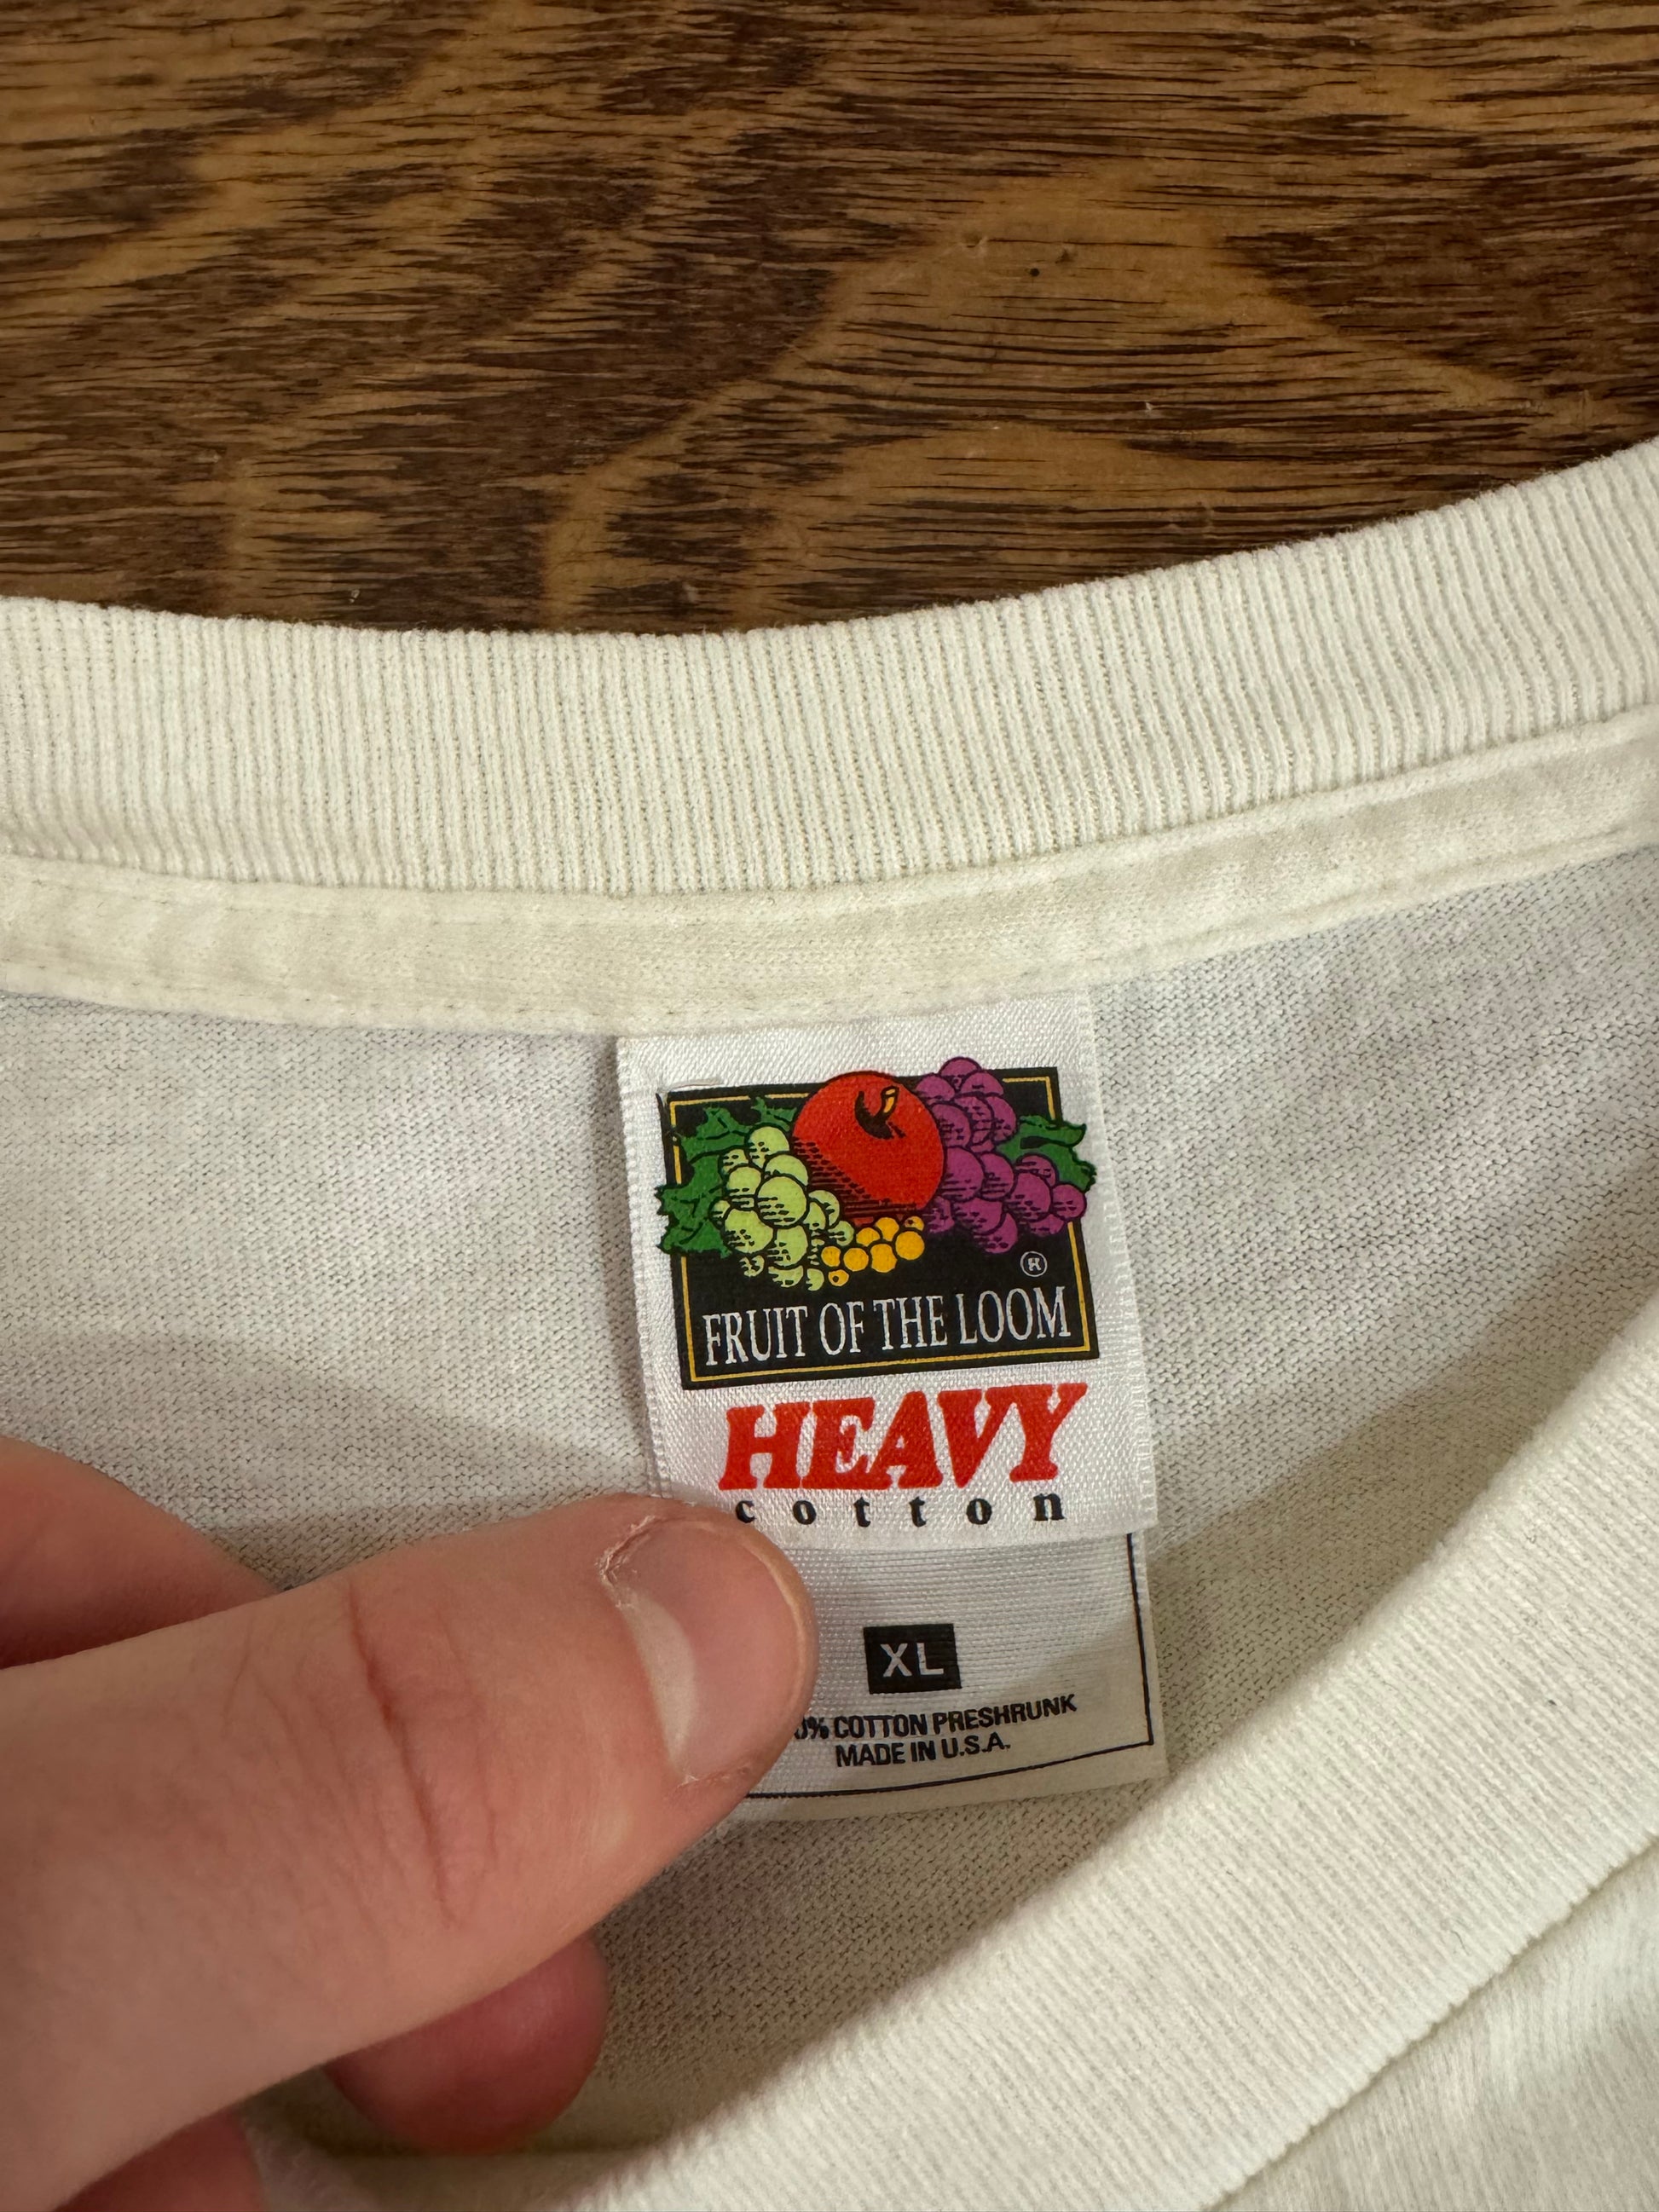 ®
FRUIT OF THE LOOM
HEAVY
cotton
XL
COTTON PRESHRUNK
MADE IN U.S.A.